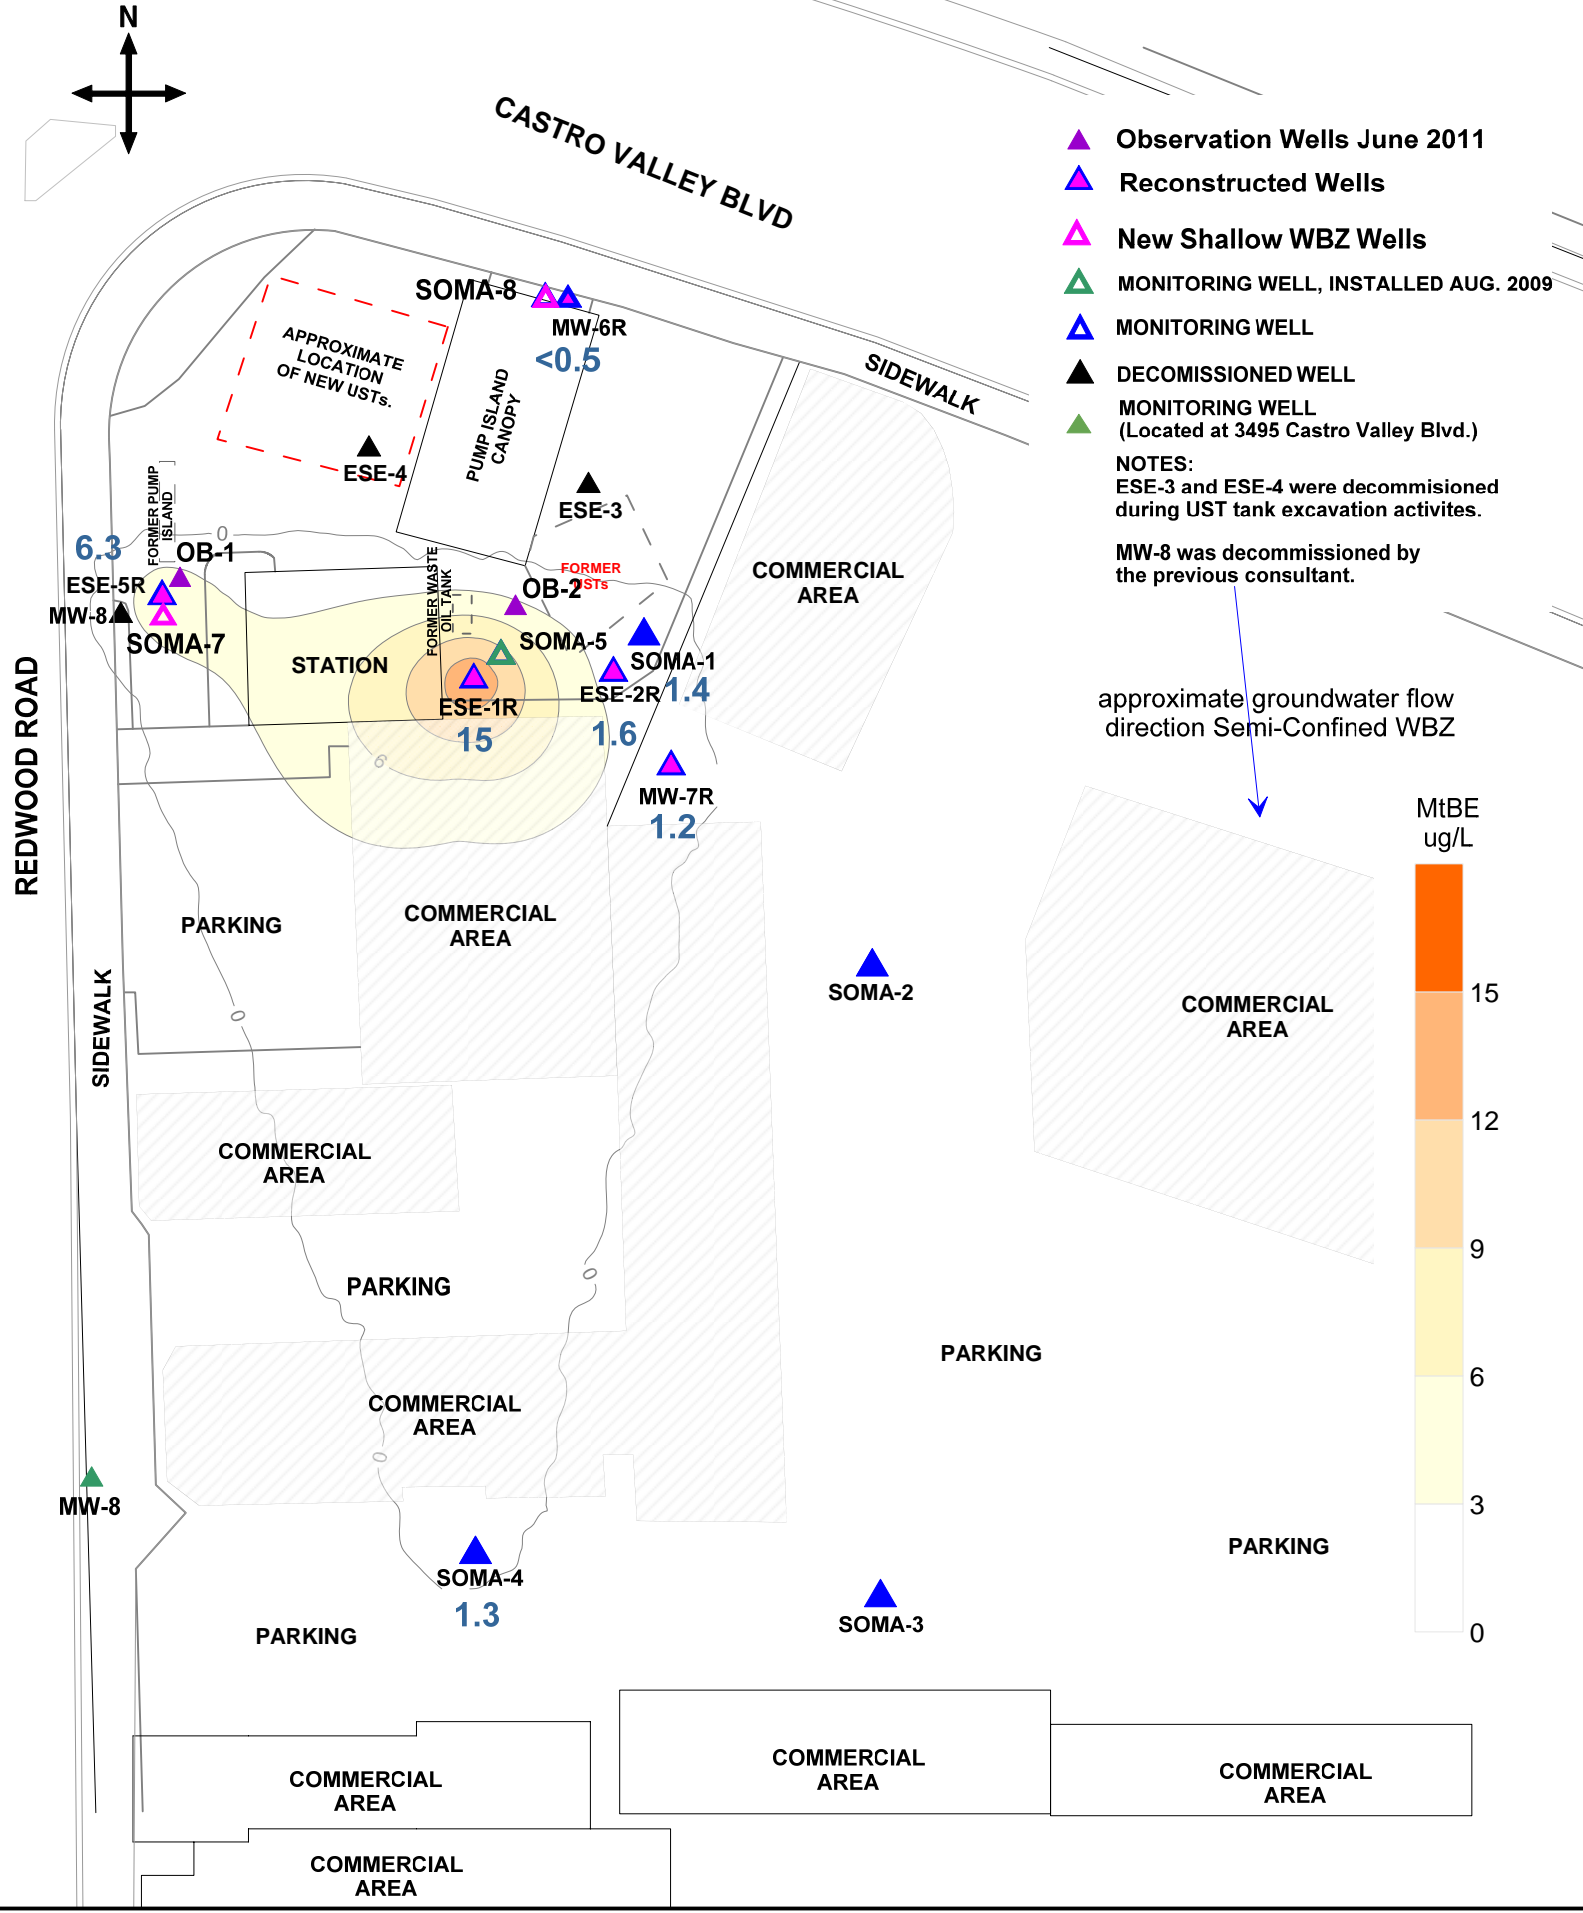 N
CASTRO VALLEY BLVD
Observation Wells June 2011
Reconstructed Wells
New Shallow WBZ Wells
MONITORING WELL, INSTALLED AUG. 2009
MONITORING WELL
DECOMISSIONED WELL
MONITORING WELL
(Located at 3495 Castro Valley Blvd.)
NOTES:
ESE-3 and ESE-4 were decommisioned
during UST tank excavation activites.
MW-8 was decommissioned by
the previous consultant.
approximate groundwater flow
direction Semi-Confined WBZ
SOMA-8
MW-6R
<0.5
SIDEWALK
APPROXIMATE
LOCATION
OF NEW USTs.
PUMP ISLAND
CANOPY
ESE-4
ESE-3
FORMER PUMP
ISLAND
0
6.3
OB-1
ESE-5R
MW-8
SOMA-7
FORMER WASTE
OIL TANK
FORMER
USTs
OB-2
SOMA-5
SOMA-1
1.4
STATION
ESE-1R
15
ESE-2R
1.6
6
MW-7R
1.2
COMMERCIAL
AREA
REDWOOD ROAD
PARKING
COMMERCIAL
AREA
SOMA-2
COMMERCIAL
AREA
SIDEWALK
0
COMMERCIAL
AREA
PARKING
0
PARKING
COMMERCIAL
AREA
0
MW-8
SOMA-4
1.3
SOMA-3
PARKING
PARKING
MtBE
ug/L
15
12
9
6
3
0
COMMERCIAL
AREA
COMMERCIAL
AREA
COMMERCIAL
AREA
COMMERCIAL
AREA